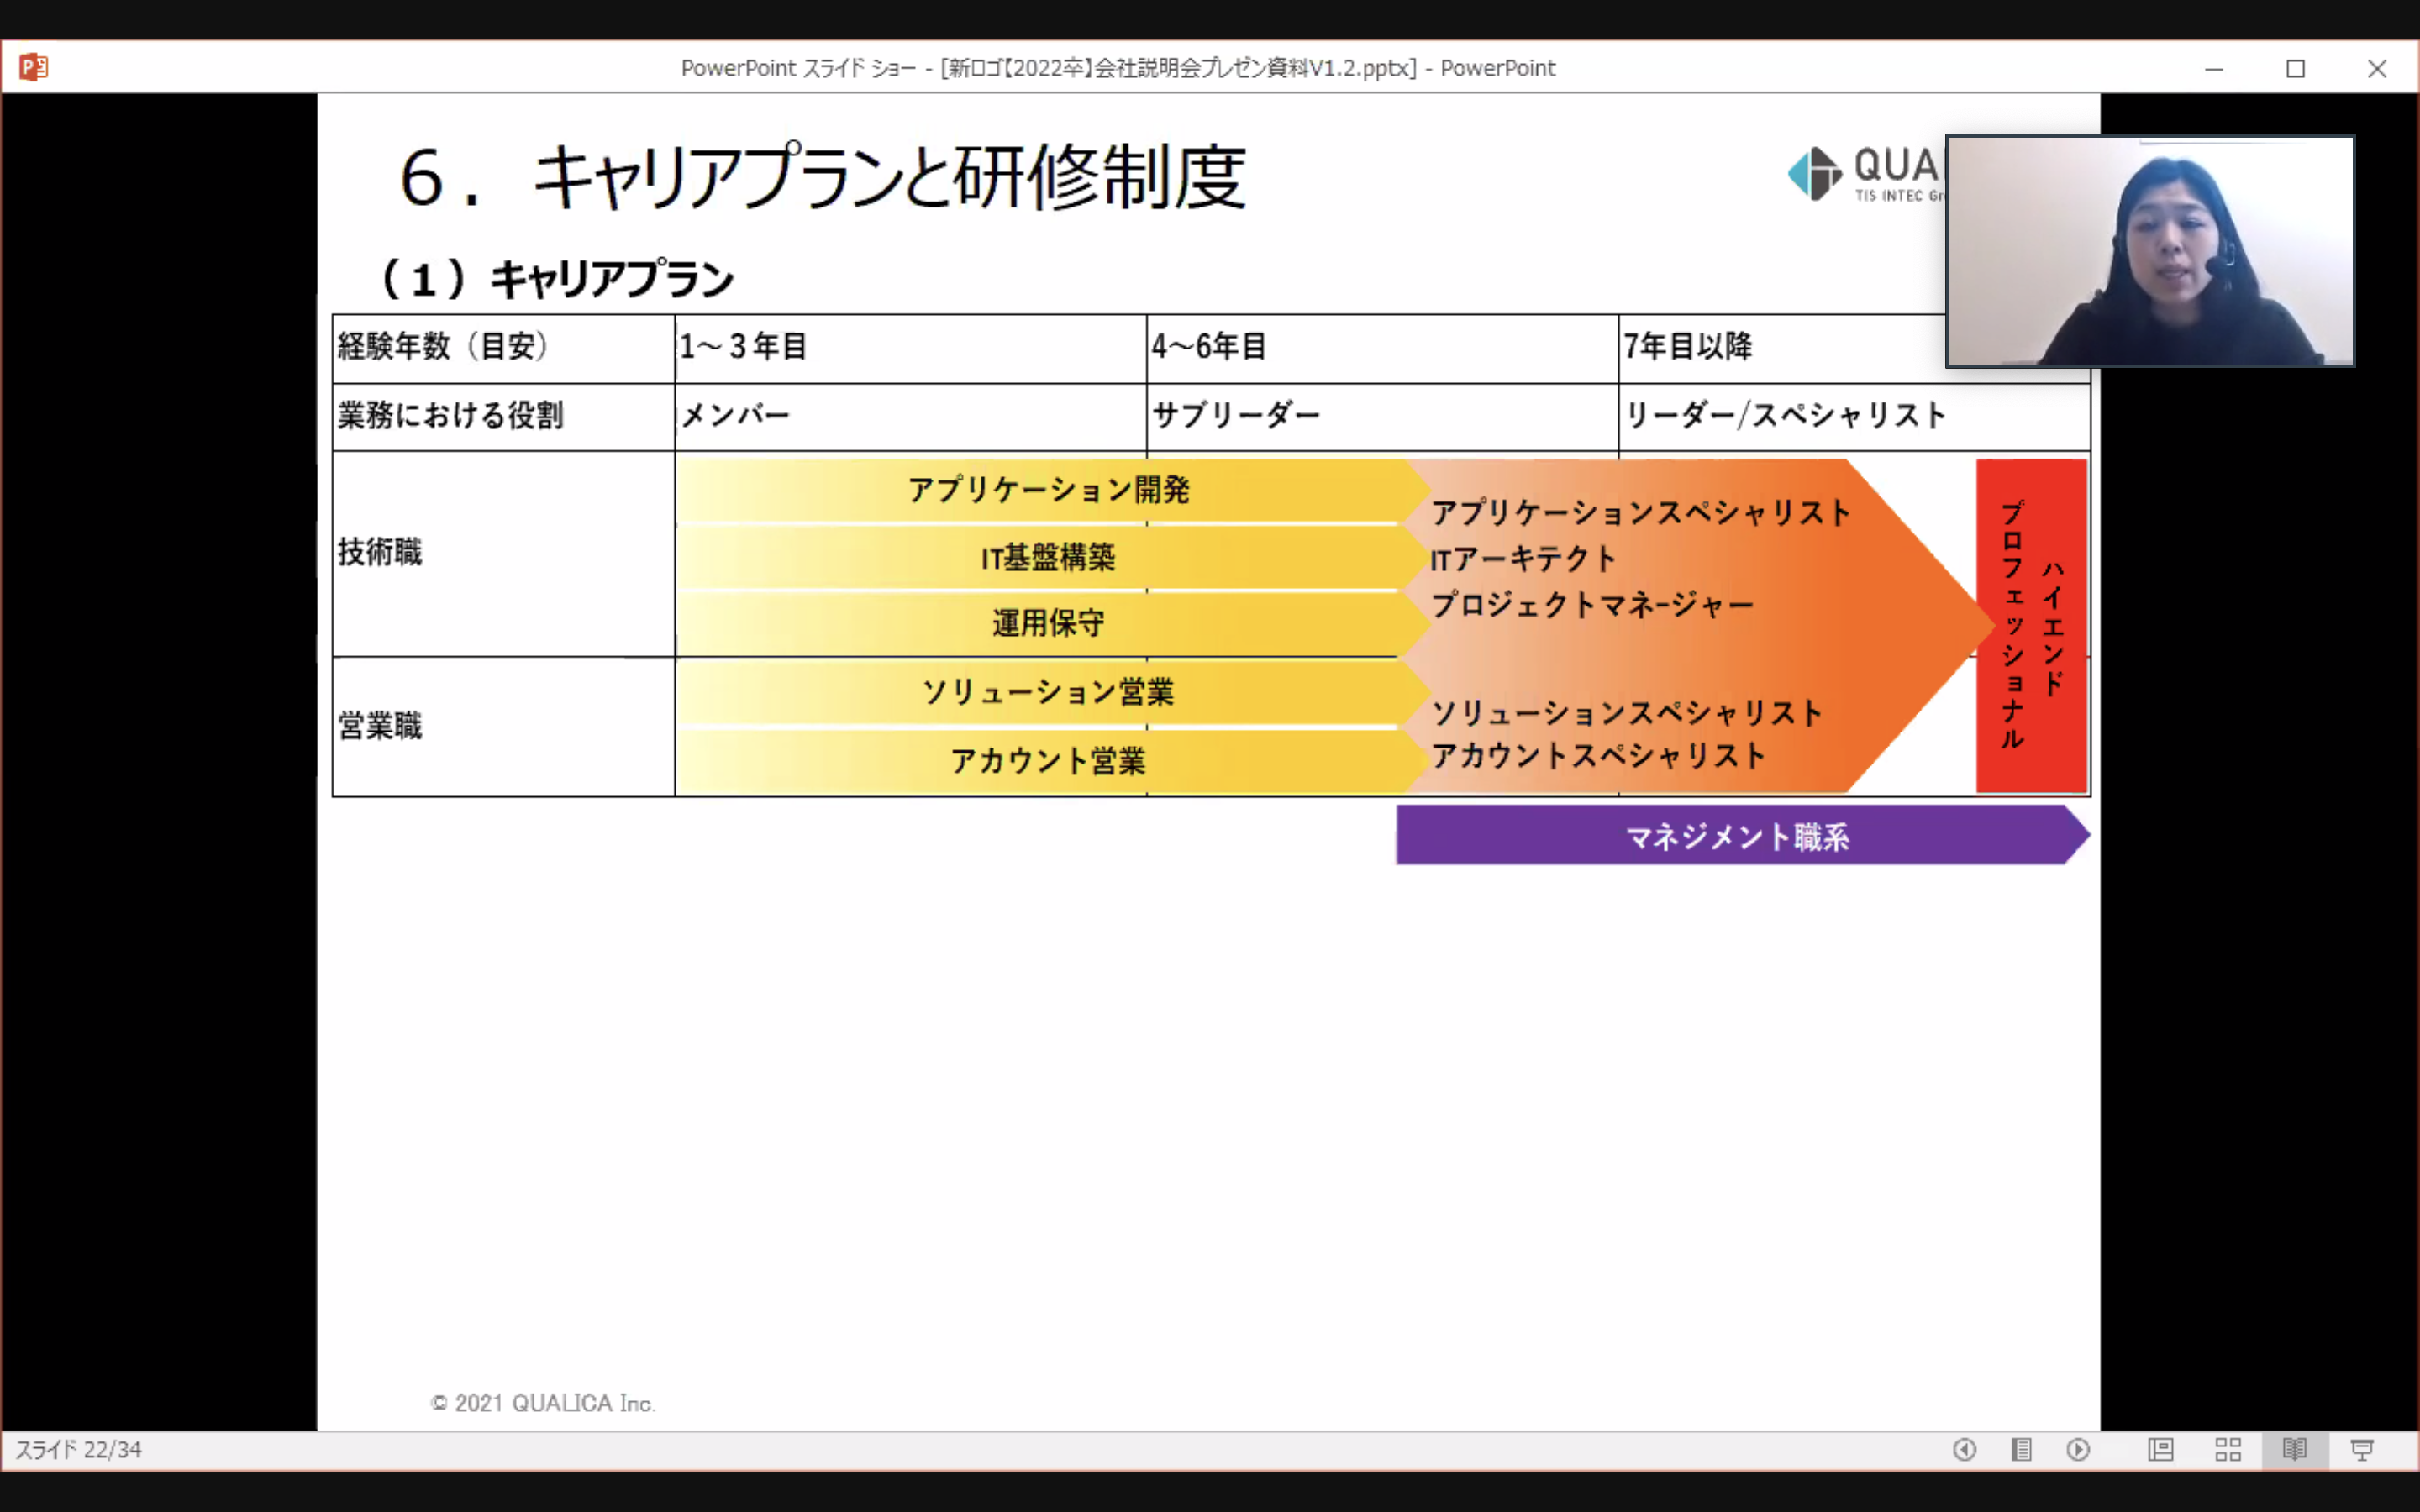 PowerPoint スライド ショー - [新ロゴ【2022卒】会社説明会プレゼン資料V1.2.pptx] - PowerPoint
6．キャリアプランと研修制度
TIS INTEC
（1）キャリアプラン
経験年数（目安）
1～３年目
4～6年目
7年目以降
業務における役割
メンバー
サブリーダー
リーダー/スペシャリスト
技術職
アプリケーション開発
IT基盤構築
運用保守
アプリケーションスペシャリスト
ITアーキテクト
プロジェクトマネージャー
営業職
ソリューション営業
アカウント営業
ソリューションスペシャリスト
アカウントスペシャリスト
ハイエンド
プロフェッショナル
マネジメント職系
© 2021 QUALICA Inc.
スライド 22/34